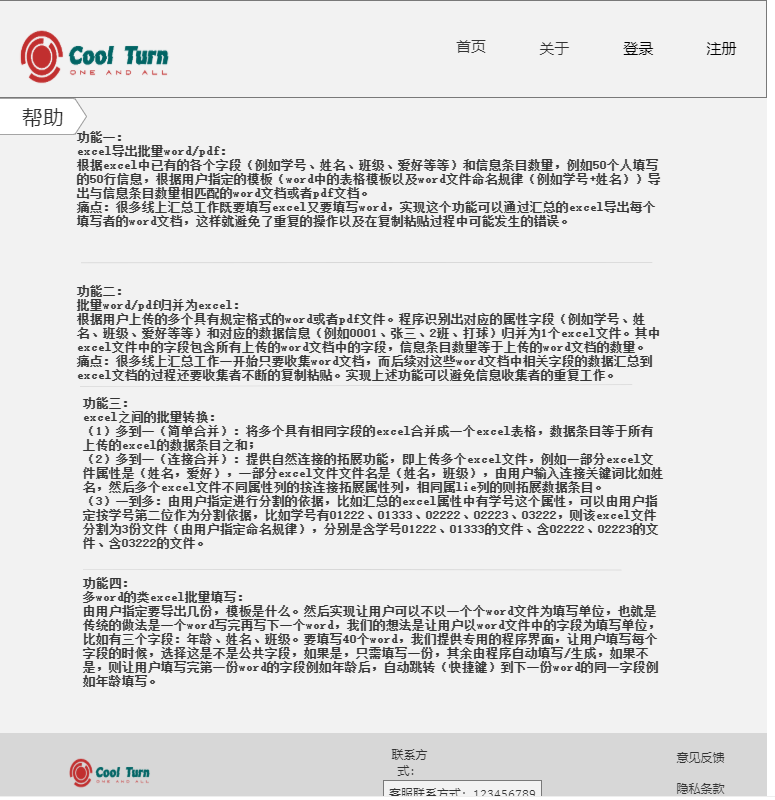 Cool Turn
ONE AND ALL
首页
关于
登录
注册
帮助
功能一：
excel导出批量word/pdf：
根据excel中已有的各个字段（例如学号、姓名、班级、爱好等等）和信息条目数量，例如50个人填写
的50行信息，根据用户指定的模板（word中的表格模板以及word文件命名规律（例如学号+姓名））导
出与信息条目数量相匹配的word文档或者pdf文档。
痛点：很多线上汇总工作既要填写excel又要填写word，实现这个功能可以通过汇总的excel导出每个
填写者的word文档，这样就避免了重复的操作以及在复制粘贴过程中可能发生的错误。
功能二：
批量word/pdf归并为excel：
根据用户上传的多个具有规定格式的word或者pdf文件。程序识别出对应的属性字段（例如学号、姓
名、班级、爱好等等）和对应的数据信息（例如0001、张三、2班、打球）归并为1个excel文件。其中
excel文件中的字段包含所有上传的word文档中的字段，信息条目数量等于上传的word文档的数量。
痛点：很多线上汇总工作一开始只要收集word文档，而后续对这些word文档中相关字段的数据汇总到
excel文档的过程还要收集者不断的复制粘贴。实现上述功能可以避免信息收集者的重复工作。
功能三：
excel之间的批量转换：
（1）多到一（简单合并）：将多个具有相同字段的excel合并成一个excel表格，数据条目等于所有
上传的excel的数据条目之和；
（2）多到一（连接合并）：提供自然连接的拓展功能，即上传多个excel文件，例如一部分excel文
件属性是（姓名，爱好），一部分excel文件文件名是（姓名，班级），由用户输入连接关键词比如姓
名，然后多个excel文件不同属性列的按连接拓展属性列，相同属lie列的则拓展数据条目。
（3）一到多：由用户指定进行分割的依据，比如汇总的excel属性中有学号这个属性，可以由用户指
定按学号第二位作为分割依据，比如学号有01222、01333、02222、02223、03222，则该excel文件
分割为3份文件（由用户指定命名规律），分别是含学号01222、01333的文件、含02222、02223的文
件、含03222的文件。
功能四：
多word的类excel批量填写：
由用户指定要导出几份，模板是什么。然后实现让用户可以不以一个个word文件为填写单位，也就是
传统的做法是一个word写完再写下一个word，我们的想法是让用户以word文件中的字段为填写单位，
比如有三个字段：年龄、姓名、班级。要填写40个word，我们提供专用的程序界面，让用户填写每个
字段的时候，选择这是不是公共字段，如果是，只需填写一份，其余由程序自动填写/生成，如果不
是，则让用户填写完第一份word的字段例如年龄后，自动跳转（快捷键）到下一份word的同一字段例
如年龄填写。
Cool Turn
ONE AND ALL
联系方
式：
客服联系方式：123456789
意见反馈
隐私条款